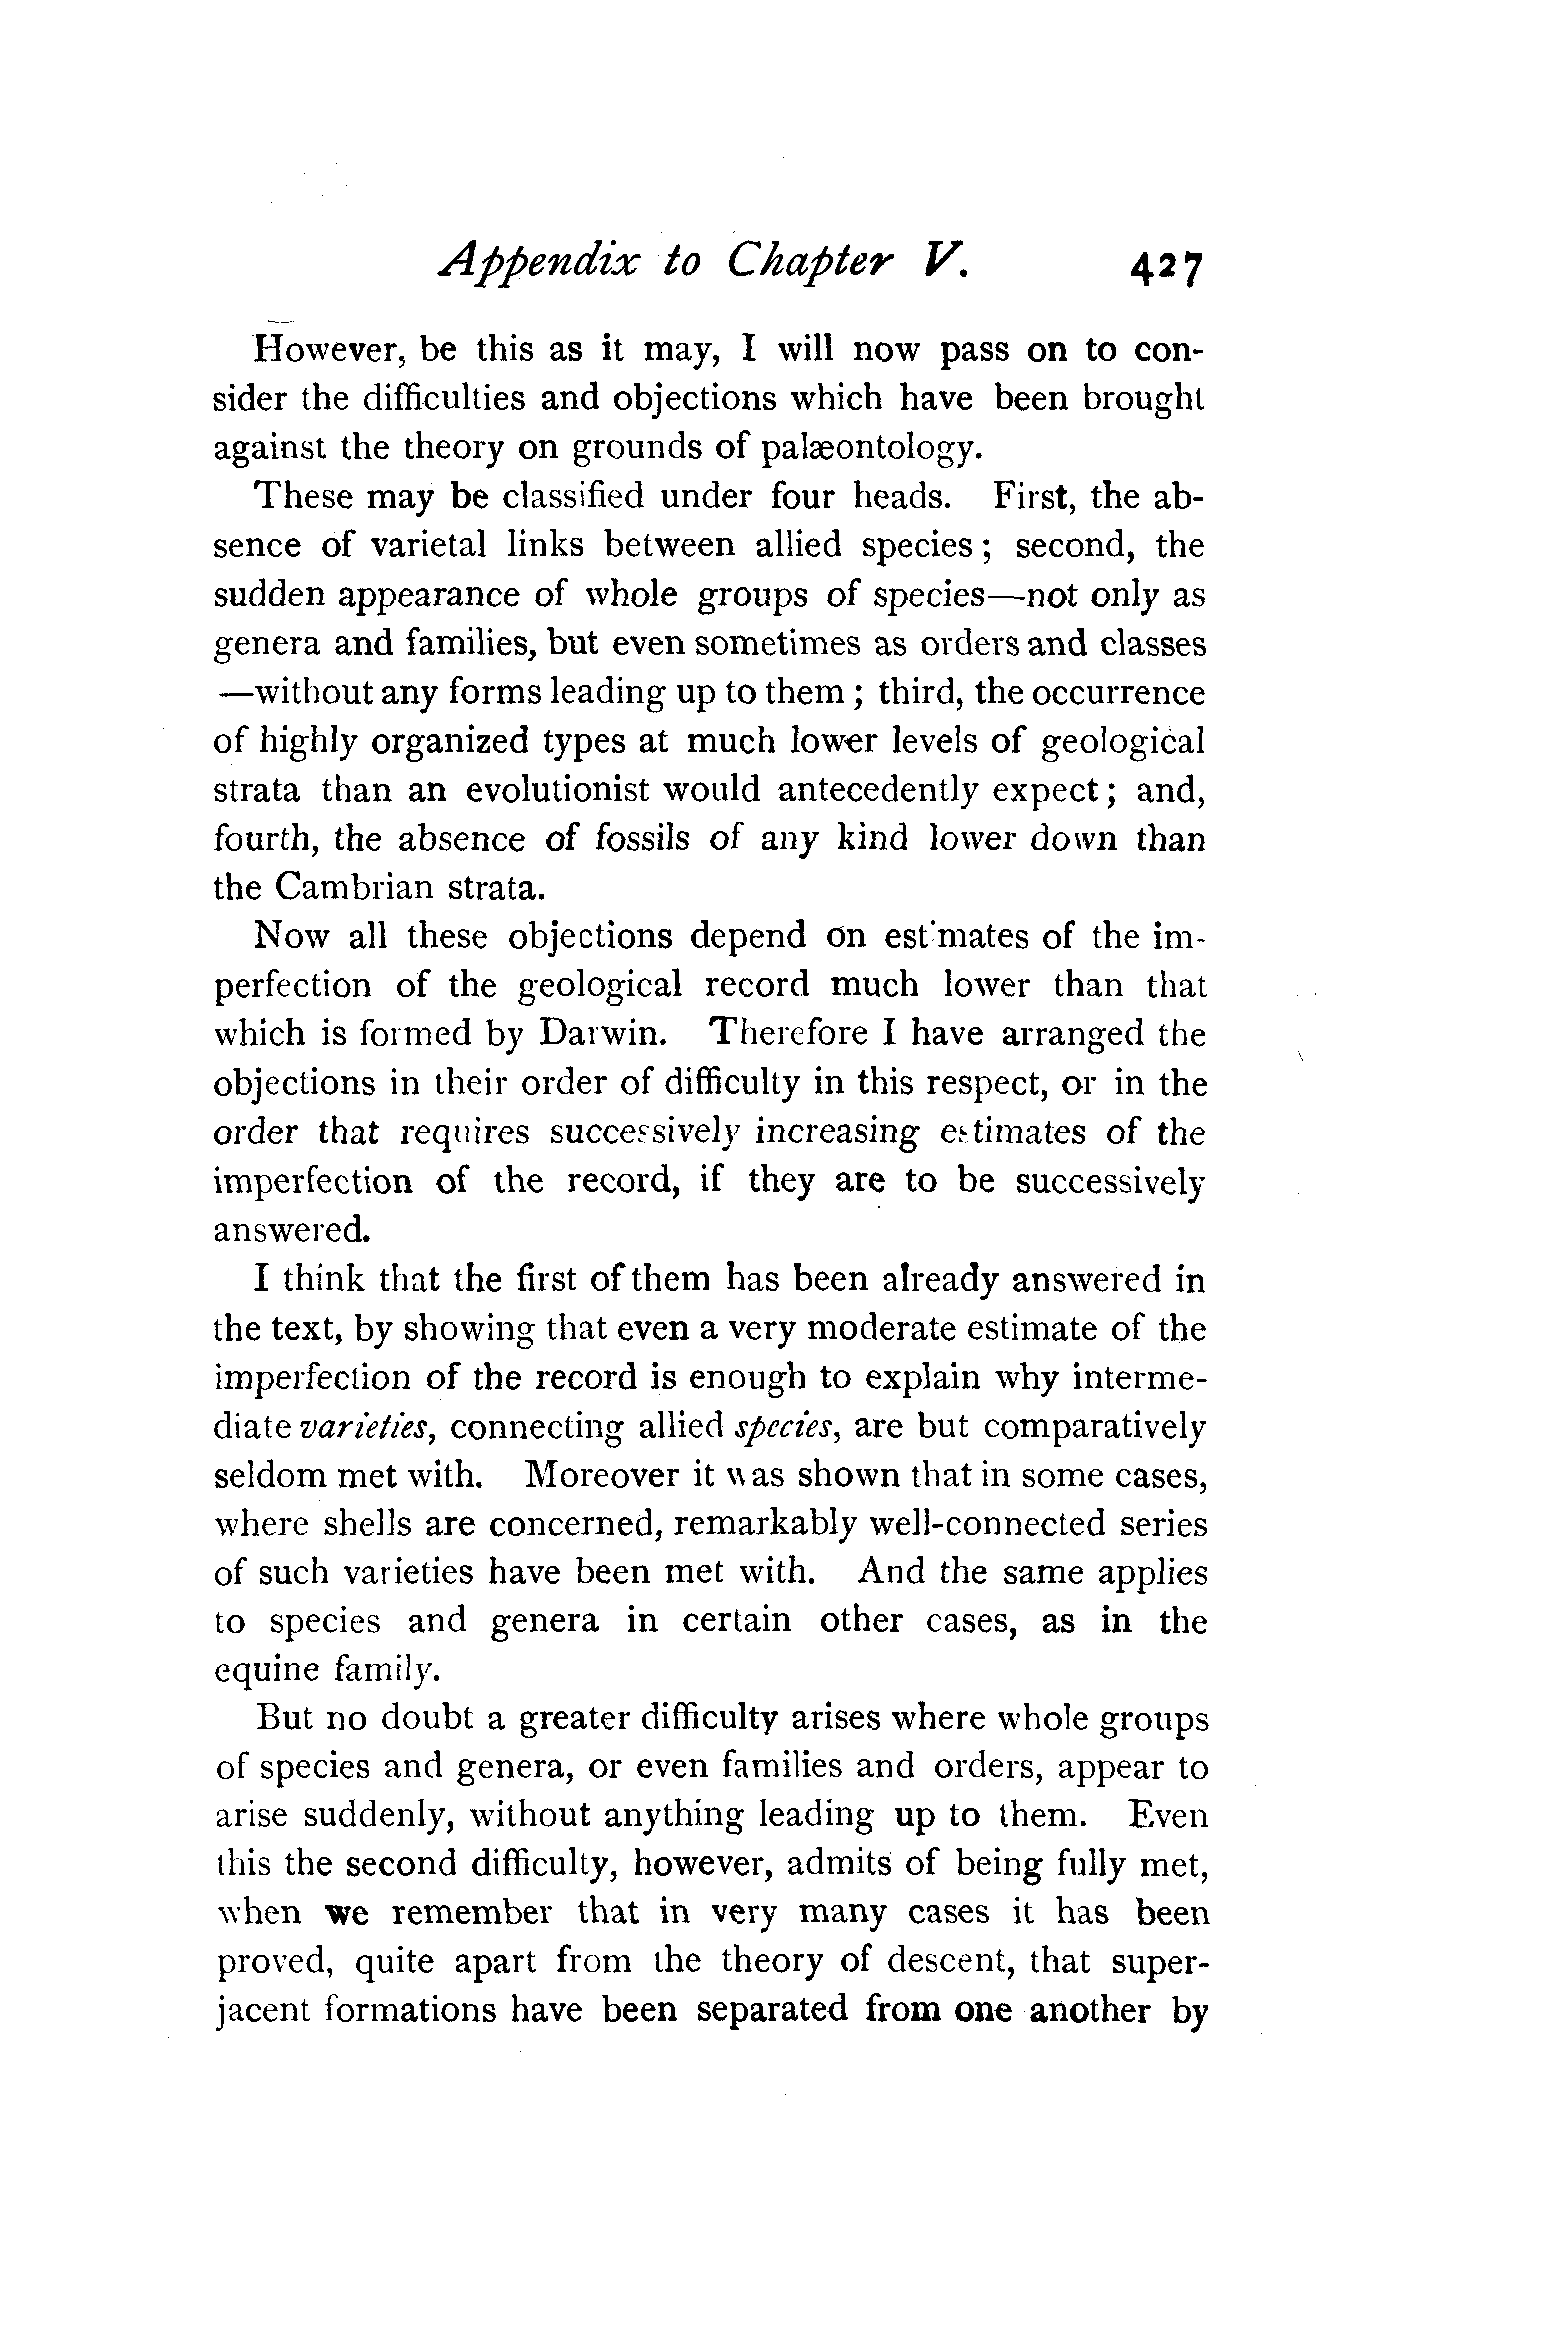 Appendix to Chapter V. 427
However, be this as it may, I will now pass on to con-
sider the difficulties and objections which have been brought
against the theory on grounds of palæontology.
These may be classified under four heads. First, the ab-
sence of varietal links between allied species; second, the
sudden appearance of whole groups of species—not only as
genera and families, but even sometimes as orders and classes
—without any forms leading up to them; third, the occurrence
of highly organized types at much lower levels of geological
strata than an evolutionist would antecedently expect; and,
fourth, the absence of fossils of any kind lower down than
the Cambrian strata.
Now all these objections depend on estimates of the im-
perfection of the geological record much lower than that
which is formed by Darwin. Therefore I have arranged the
objections in their order of difficulty in this respect, or in the
order that requires successively increasing estimates of the
imperfection of the record, if they are to be successively
answered.
I think that the first of them has been already answered in
the text, by showing that even a very moderate estimate of the
imperfection of the record is enough to explain why interme-
diate varieties, connecting allied species, are but comparatively
seldom met with. Moreover it was shown that in some cases,
where shells are concerned, remarkably well-connected series
of such varieties have been met with. And the same applies
to species and genera in certain other cases, as in the
equine family.
But no doubt a greater difficulty arises where whole groups
of species and genera, or even families and orders, appear to
arise suddenly, without anything leading up to them. Even
this the second difficulty, however, admits of being fully met,
when we remember that in very many cases it has been
proved, quite apart from the theory of descent, that super-
jacent formations have been separated from one another by